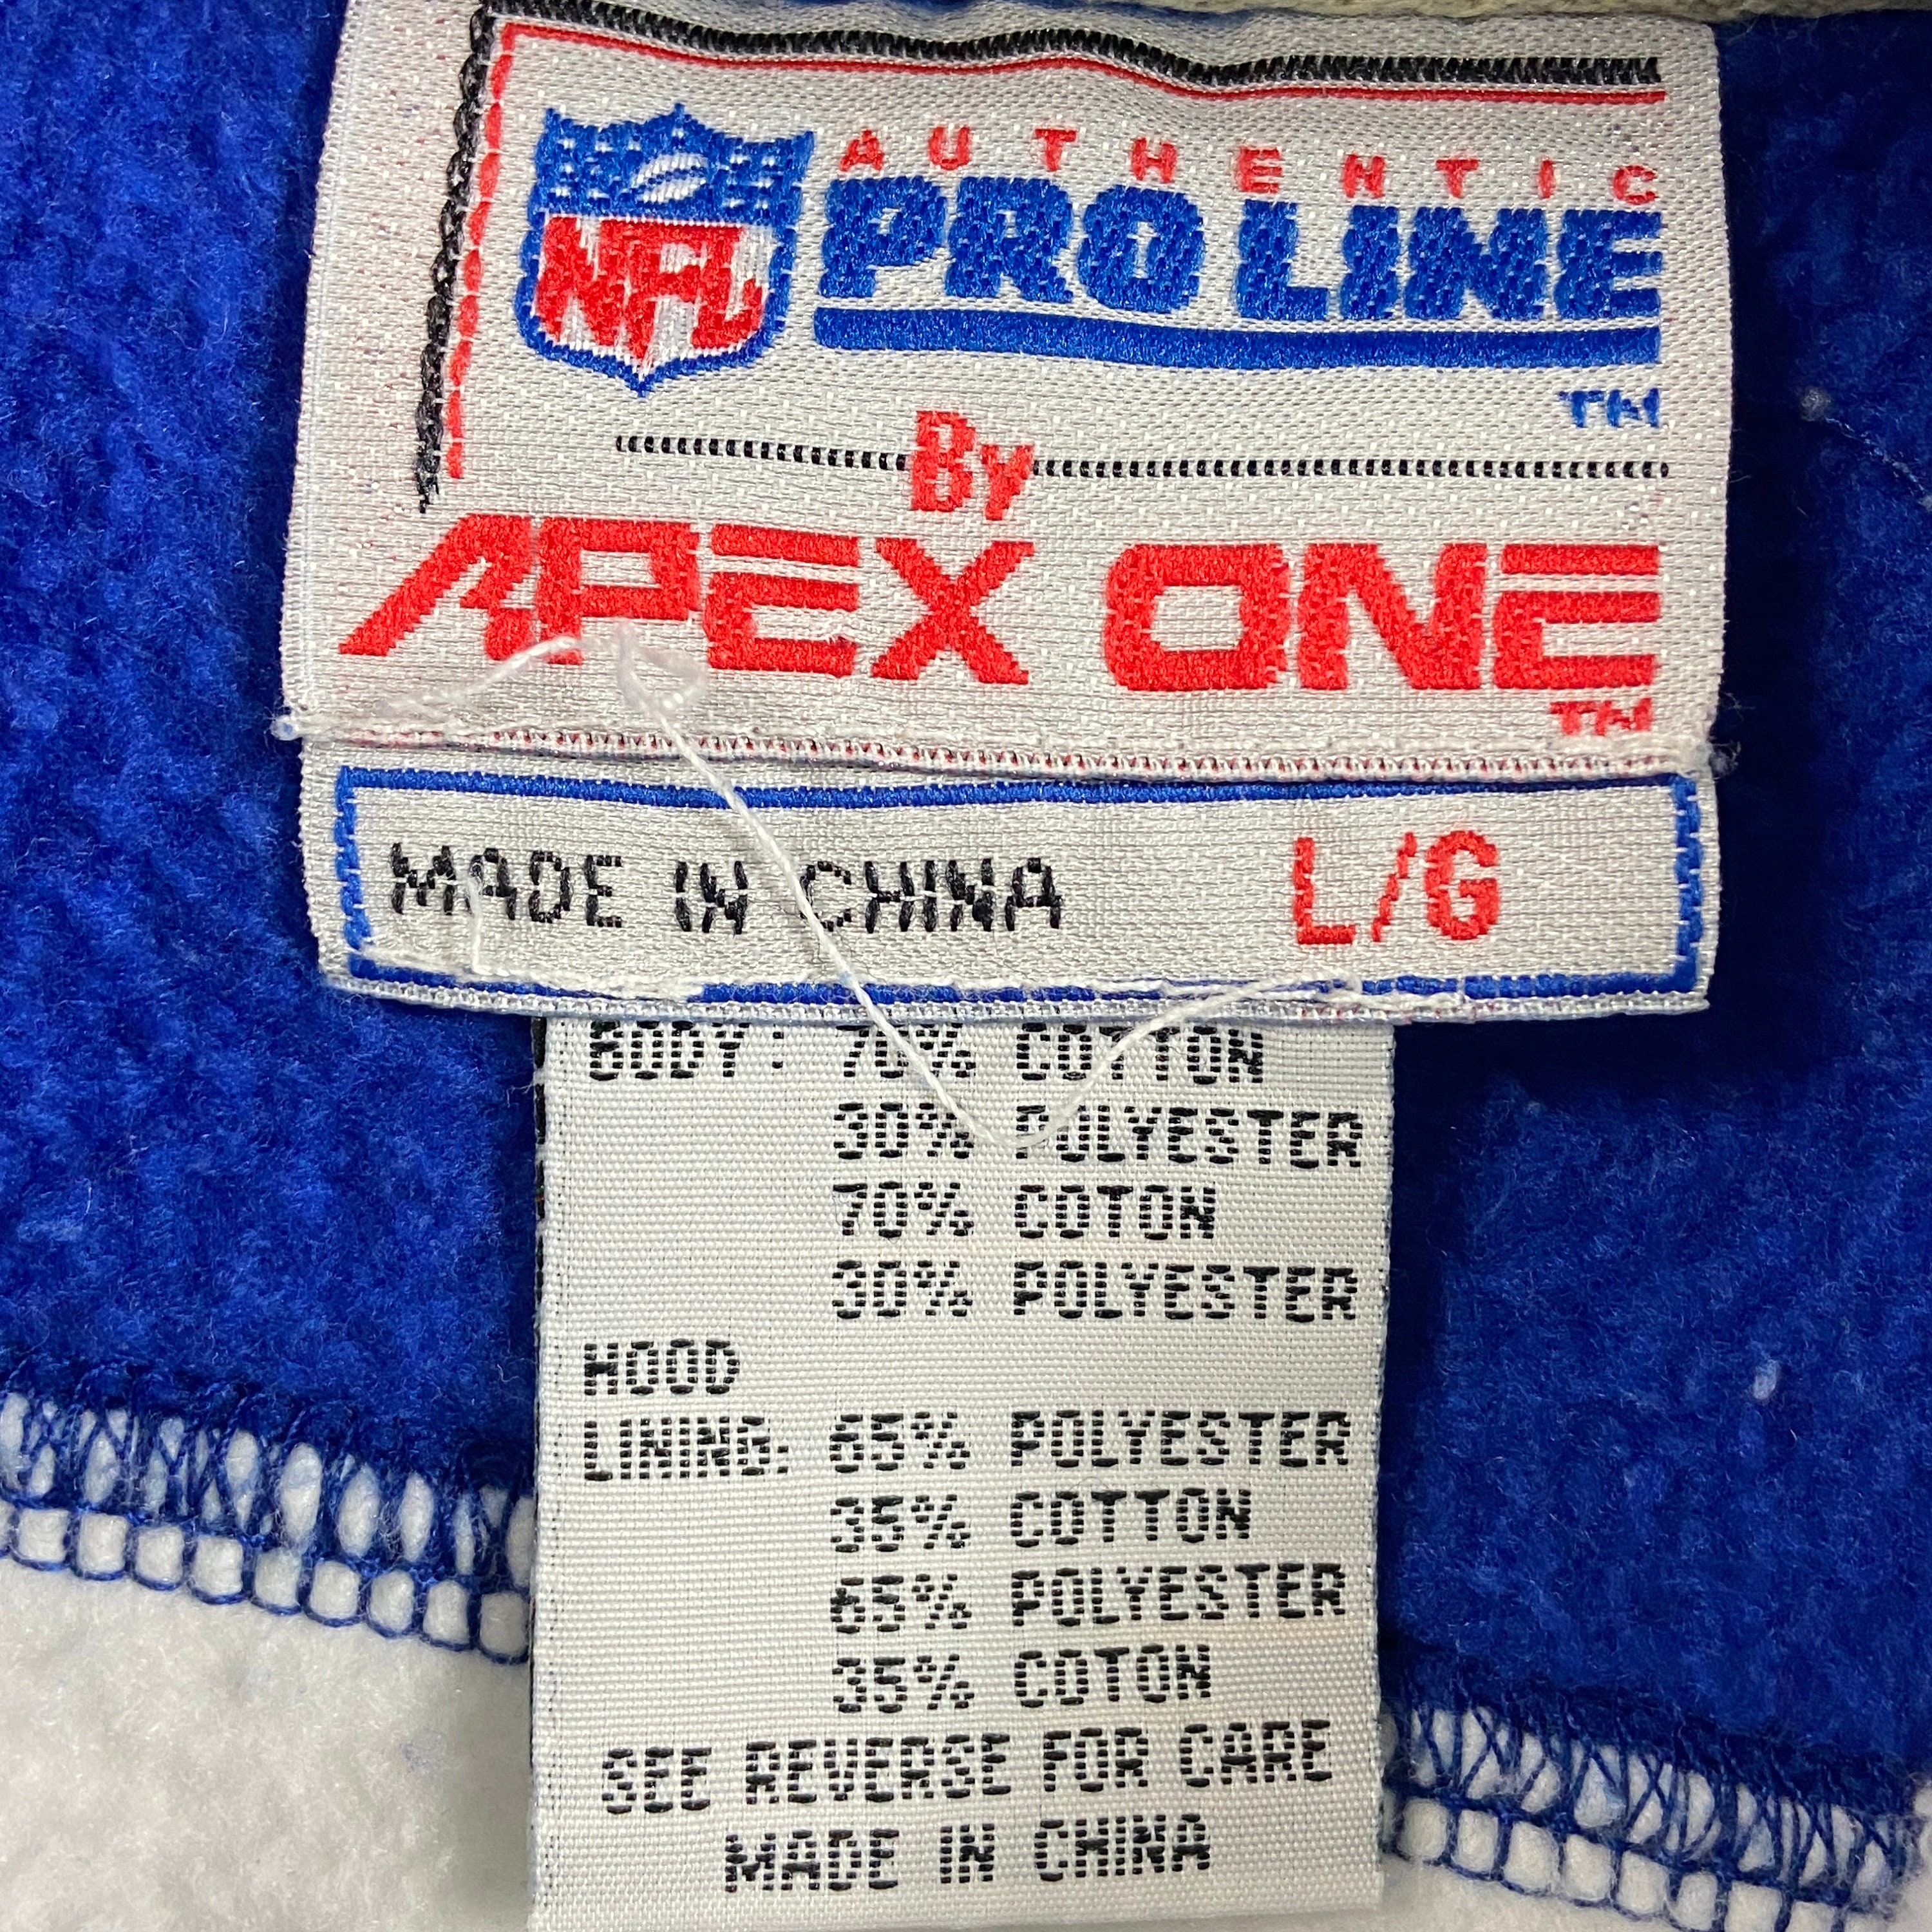 AUTHENTIC
NFL PRO LINE
TM
By
APEX ONE
TM
MADE IN CHINA L/G
BODY: 70% COTTON
30% POLYESTER
70% COTON
30% POLYESTER
HOOD
LINING: 65% POLYESTER
35% COTTON
65% POLYESTER
35% COTON
SEE REVERSE FOR CARE
MADE IN CHINA